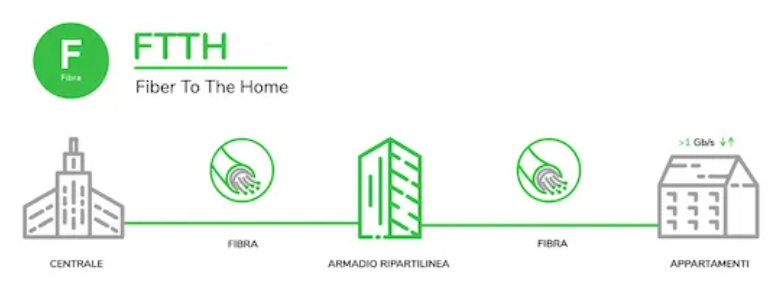 F
Fibra
FTTH
Fiber To The Home
>1 Gb/s ↓↑
FIBRA
FIBRA
CENTRALE
ARMADIO RIPARTILINEA
APPARTAMENTI